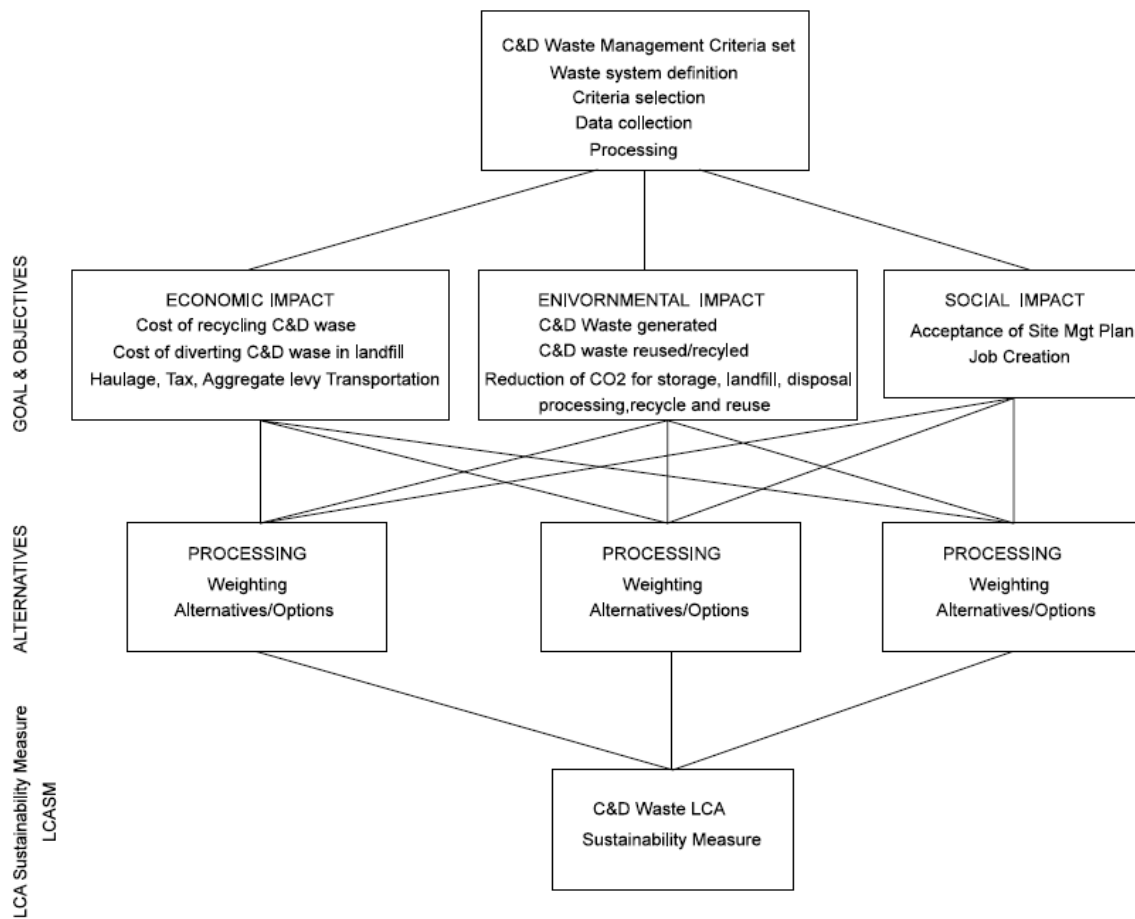 C&D Waste Management Criteria set
Waste system definition
Criteria selection
Data collection
Processing
GOAL & OBJECTIVES
ECONOMIC IMPACT
Cost of recycling C&D wase
Cost of diverting C&D wase in landfill
Haulage, Tax, Aggregate levy Transportation
ENIVORNMENTAL IMPACT
C&D Waste generated
C&D waste reused/recyled
Reduction of CO2 for storage, landfill, disposal
processing,recycle and reuse
SOCIAL IMPACT
Acceptance of Site Mgt Plan
Job Creation
ALTERNATIVES
PROCESSING
Weighting
Alternatives/Options
PROCESSING
Weighting
Alternatives/Options
PROCESSING
Weighting
Alternatives/Options
LCA Sustainability Measure
LCASM
C&D Waste LCA
Sustainability Measure